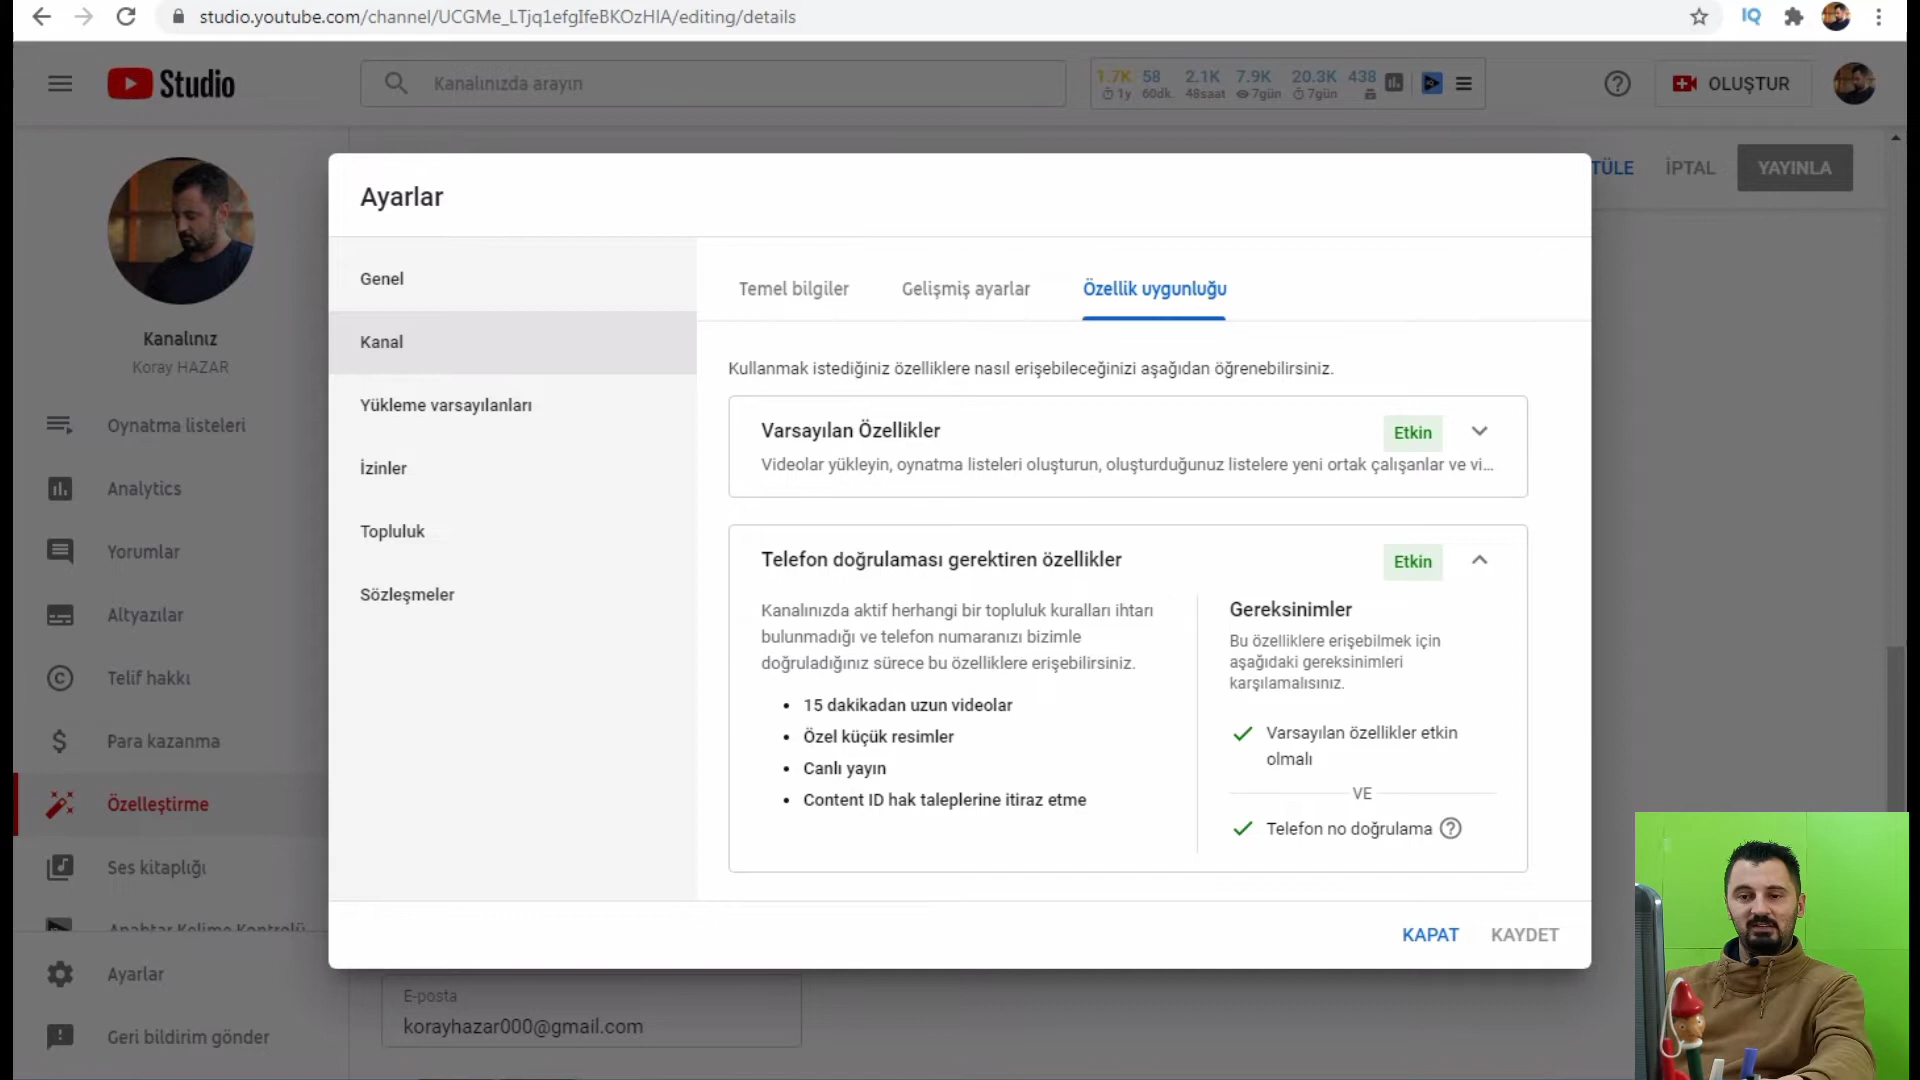 studio.youtube.com/channel/UCGMe_LTjq1efgIfeBKOzHIA/editing/details
IQ
Studio
Kanalınızda arayın
1.7K 58 2.1K 7.9K 20.3K 438
1y 60dk. 48saat 7gün 7gün
OLUŞTUR
TÜLE İPTAL YAYINLA
Kanalınız
Koray HAZAR
Oynatma listeleri
Analytics
Yorumlar
Altyazılar
Telif hakkı
Para kazanma
Özelleştirme
Ses kitaplığı
Anahtar Kelime Kontrolü
Ayarlar
Geri bildirim gönder
Ayarlar
Genel
Kanal
Yükleme varsayılanları
İzinler
Topluluk
Sözleşmeler
Temel bilgiler Gelişmiş ayarlar Özellik uygunluğu
Kullanmak istediğiniz özelliklere nasıl erişebileceğinizi aşağıdan öğrenebilirsiniz.
Varsayılan Özellikler Etkin
Videolar yükleyin, oynatma listeleri oluşturun, oluşturduğunuz listelere yeni ortak çalışanlar ve vi...
Telefon doğrulaması gerektiren özellikler Etkin
Kanalınızda aktif herhangi bir topluluk kuralları ihtarı
bulunmadığı ve telefon numaranızı bizimle
doğruladığınız sürece bu özelliklere erişebilirsiniz.
• 15 dakikadan uzun videolar
• Özel küçük resimler
• Canlı yayın
• Content ID hak taleplerine itiraz etme
Gereksinimler
Bu özelliklere erişebilmek için
aşağıdaki gereksinimleri
karşılamalısınız.
Varsayılan özellikler etkin
olmalı
VE
Telefon no doğrulama
KAPAT KAYDET
E-posta
korayhazar000@gmail.com